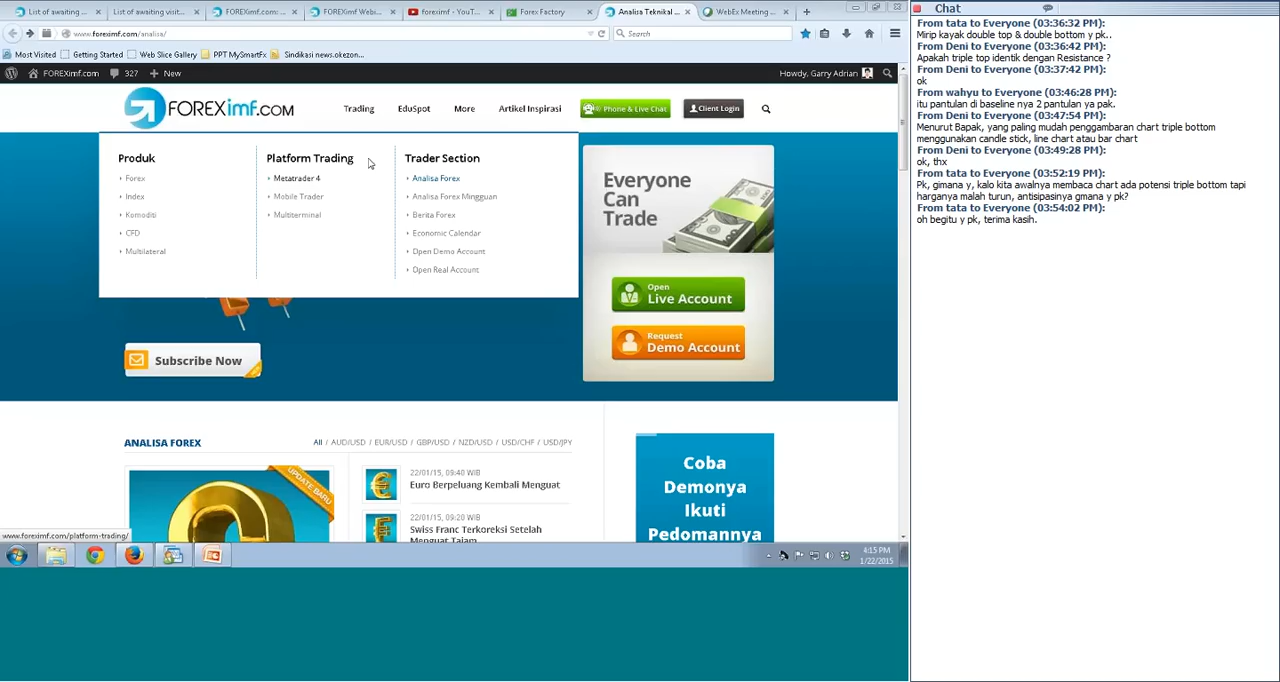 List of awaiting ...
List of awaiting visit...
FOREXimf.com: ...
FOREXimf Webi...
foreximf - YouT...
Forex Factory
Analisa Teknikal ...
WebEx Meeting ...
www.foreximf.com/analisa/
Search
Most Visited
Getting Started
Web Slice Gallery
PPT MySmartFx
Sindikasi news.okezon...
FOREXimf.com
327
New
Howdy, Garry Adrian
FOREXimf.COM
Trading
EduSpot
More
Artikel Inspirasi
Phone & Live Chat
Client Login
Produk
Forex
Index
Komoditi
CFD
Multilateral
Platform Trading
Metatrader 4
Mobile Trader
Multiterminal
Trader Section
Analisa Forex
Analisa Forex Mingguan
Berita Forex
Economic Calendar
Open Demo Account
Open Real Account
Everyone
Can
Trade
Open
Live Account
Request
Demo Account
Subscribe Now
ANALISA FOREX
All / AUD/USD / EUR/USD / GBP/USD / NZD/USD / USD/CHF / USD/JPY
UPDATE BARU
22/01/15, 09:40 WIB
Euro Berpeluang Kembali Menguat
22/01/15, 09:20 WIB
Swiss Franc Terkoreksi Setelah
Menguat Tajam
Coba
Demonya
Ikuti
Pedomannya
www.foreximf.com/platform-trading/
4:15 PM
1/22/2015
Chat
From tata to Everyone (03:36:32 PM):
Mirip kayak double top & double bottom y pk..
From Deni to Everyone (03:36:42 PM):
Apakah triple top identik dengan Resistance ?
From Deni to Everyone (03:37:42 PM):
ok
From wahyu to Everyone (03:46:28 PM):
itu pantulan di baseline nya 2 pantulan ya pak.
From Deni to Everyone (03:47:54 PM):
Menurut Bapak, yang paling mudah penggambaran chart triple bottom
menggunakan candle stick, line chart atau bar chart
From Deni to Everyone (03:49:28 PM):
ok, thx
From tata to Everyone (03:52:19 PM):
Pk, gimana y, kalo kita awalnya membaca chart ada potensi triple bottom tapi
harganya malah turun, antisipasinya gmana y pk?
From tata to Everyone (03:54:02 PM):
oh begitu y pk, terima kasih.